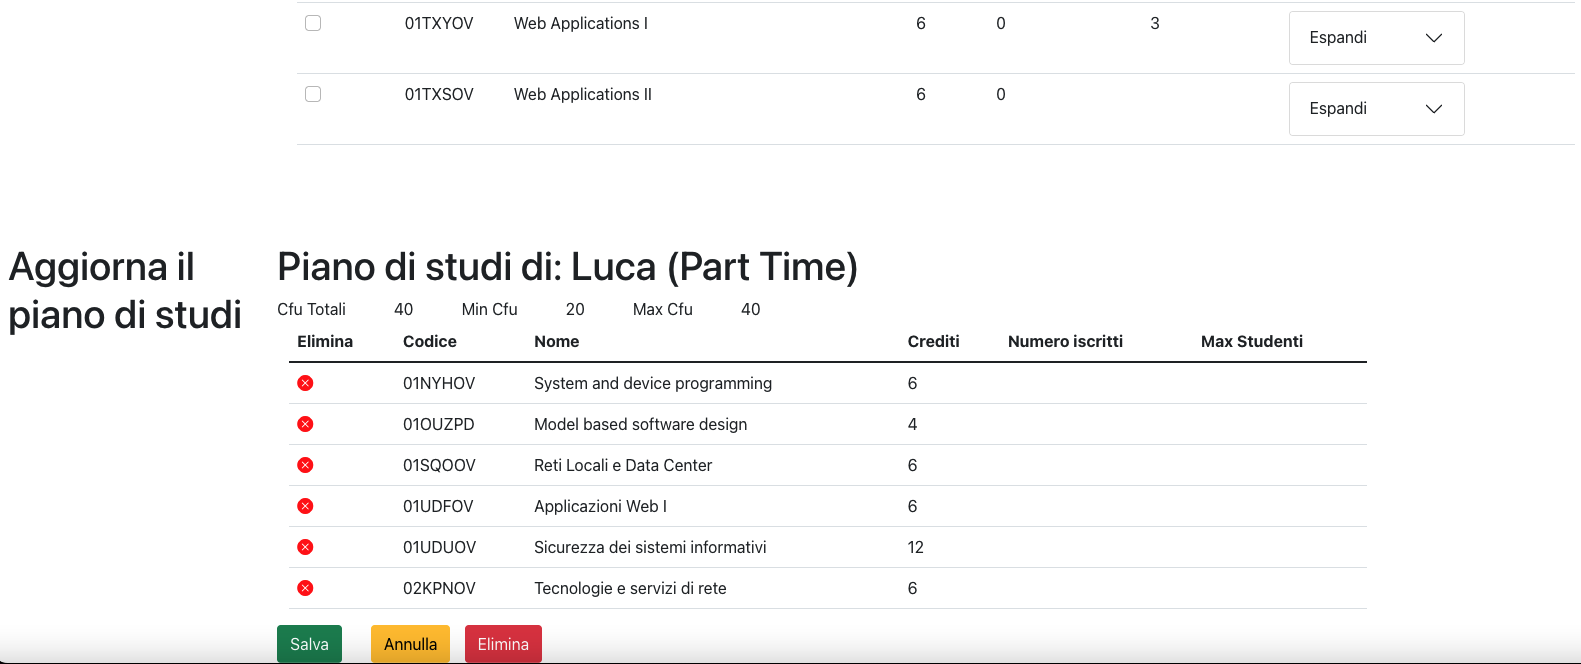 01TXYOV Web Applications I 6 0 3 Espandi
01TXSOV Web Applications II 6 0 Espandi
Aggiorna il piano di studi
Piano di studi di: Luca (Part Time)
Cfu Totali 40 Min Cfu 20 Max Cfu 40
Elimina Codice Nome Crediti Numero iscritti Max Studenti
01NYHOV System and device programming 6
01OUZPD Model based software design 4
01SQOOV Reti Locali e Data Center 6
01UDFOV Applicazioni Web I 6
01UDUOV Sicurezza dei sistemi informativi 12
02KPNOV Tecnologie e servizi di rete 6
Salva Annulla Elimina